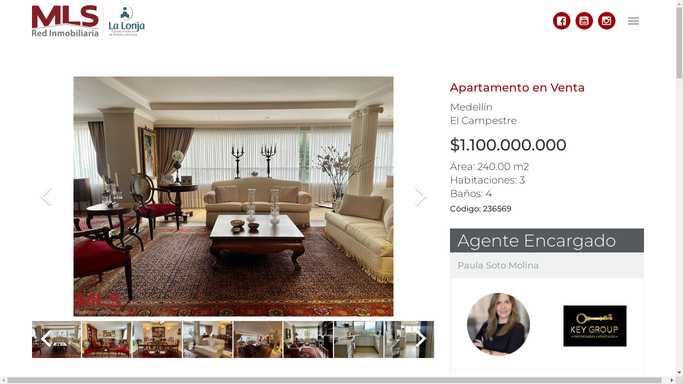 MLS
Red Inmobiliaria
La Lonja
Apartamento en Venta
Medellín
El Campestre
$1.100.000.000
Área: 240.00 m2
Habitaciones: 3
Baños: 4
Código: 236569
MLS
Agente Encargado
Paula Soto Molina
KEY GROUP